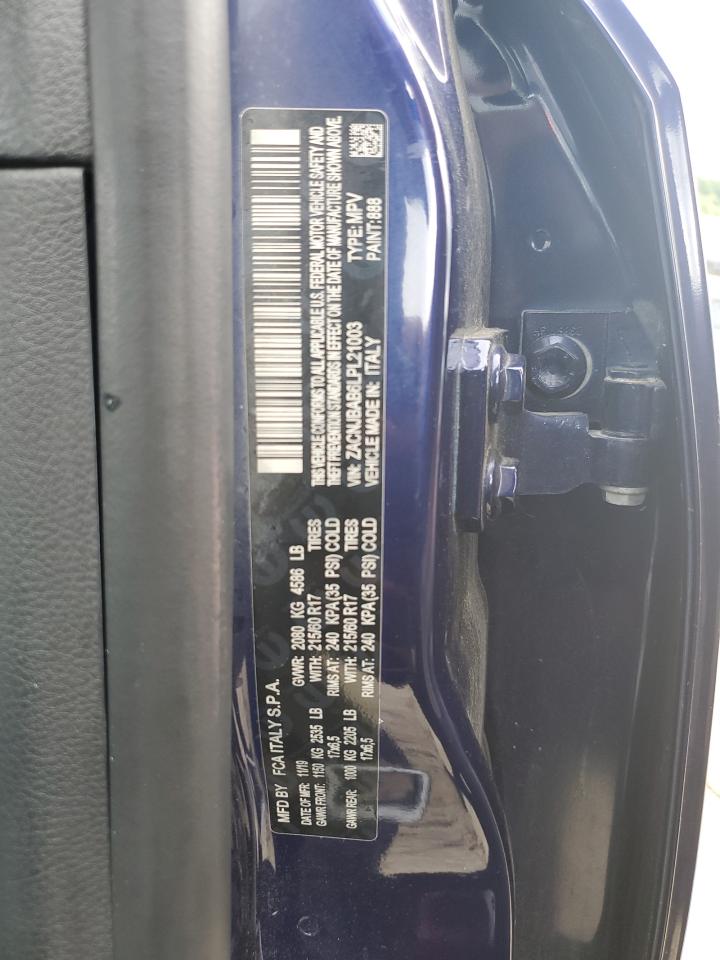 MFD BY FCA ITALY S.P.A.
DATE OF MFR: 11/19 GVWR: 2080 KG 4586 LB
GAWR FRONT: 1150 KG 2535 LB WITH: 215/60 R17 TIRES
17x6,5 RIMS AT: 240 KPA(35 PSI) COLD
GAWR REAR: 1000 KG 2205 LB WITH: 215/60 R17 TIRES
17x6,5 RIMS AT: 240 KPA(35 PSI) COLD
THIS VEHICLE CONFORMS TO ALL APPLICABLE U.S. FEDERAL MOTOR VEHICLE SAFETY AND
THEFT PREVENTION STANDARDS IN EFFECT ON THE DATE OF MANUFACTURE SHOWN ABOVE.
VIN: ZACNJBAB6LPL21003 TYPE: MPV
VEHICLE MADE IN: ITALY PAINT: 888